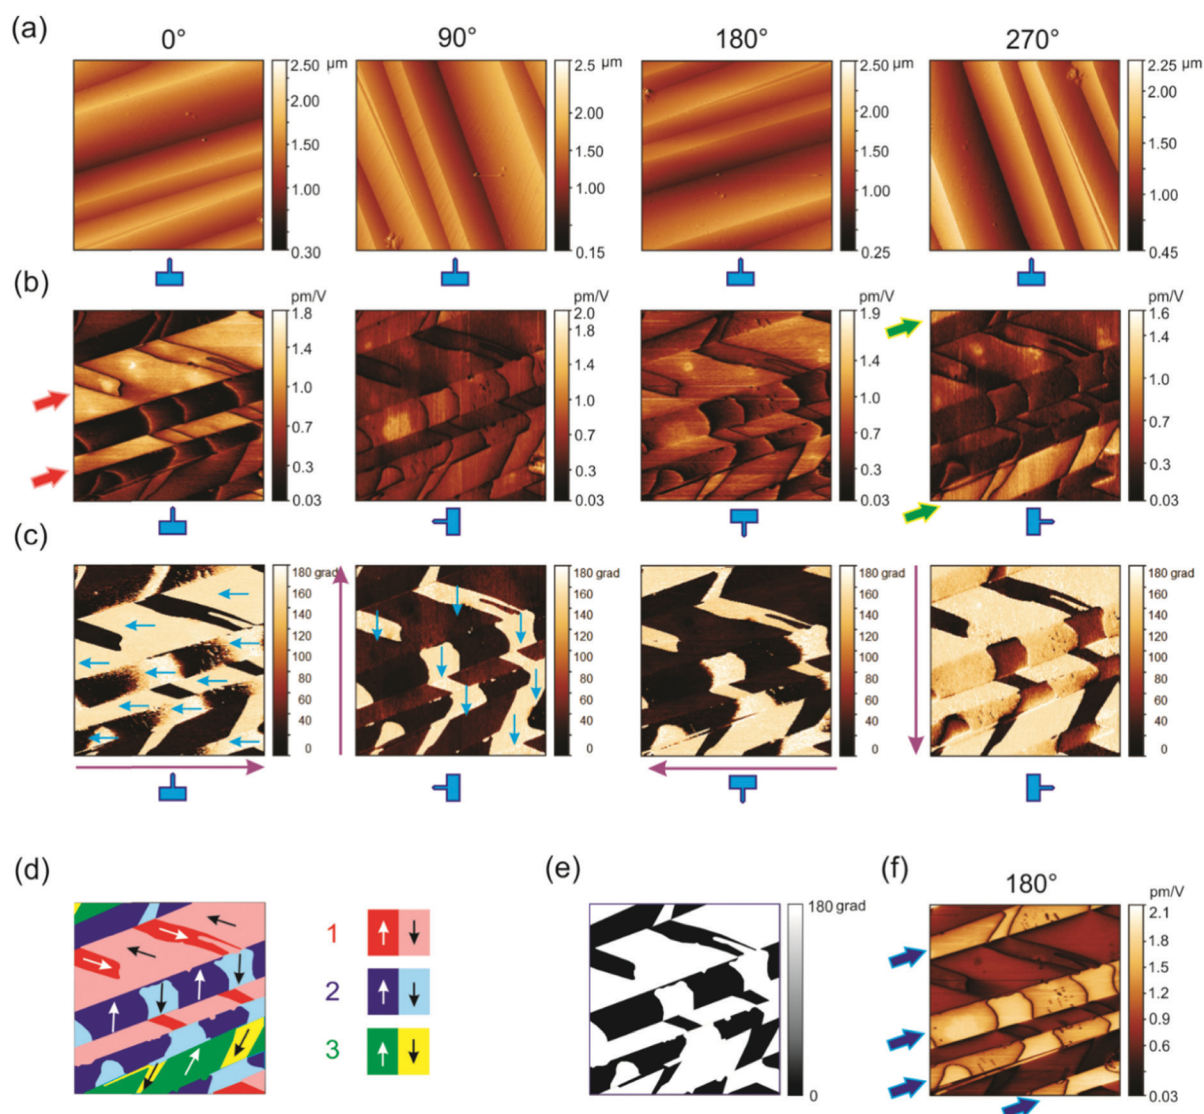 (a)
0° 90° 180° 270°
2.50 μm 2.5 μm 2.50 μm 2.25 μm
2.00 2.00 2.00 2.00
1.50 1.50 1.50 1.50
1.00 1.00 1.00 1.00
0.30 0.15 0.25 0.45
(b)
pm/V pm/V pm/V pm/V
1.8 2.0 1.9 1.6
1.8
1.4 1.4 1.4 1.4
1.0 1.0 1.0 1.0
0.7 0.7 0.7 0.7
0.3 0.3 0.3 0.3
0.03 0.03 0.03 0.03
(c)
180 grad 180 grad 180 grad 180 grad
160 160 160 160
140 140 140 140
120 120 120 120
100 100 100 100
80 80 80 80
60 60 60 60
40 40 40 40
0 0 0 0
(d) (e) (f)
180°
1
2
3
180 grad
0
pm/V
2.1
1.8
1.5
1.2
0.9
0.6
0.03